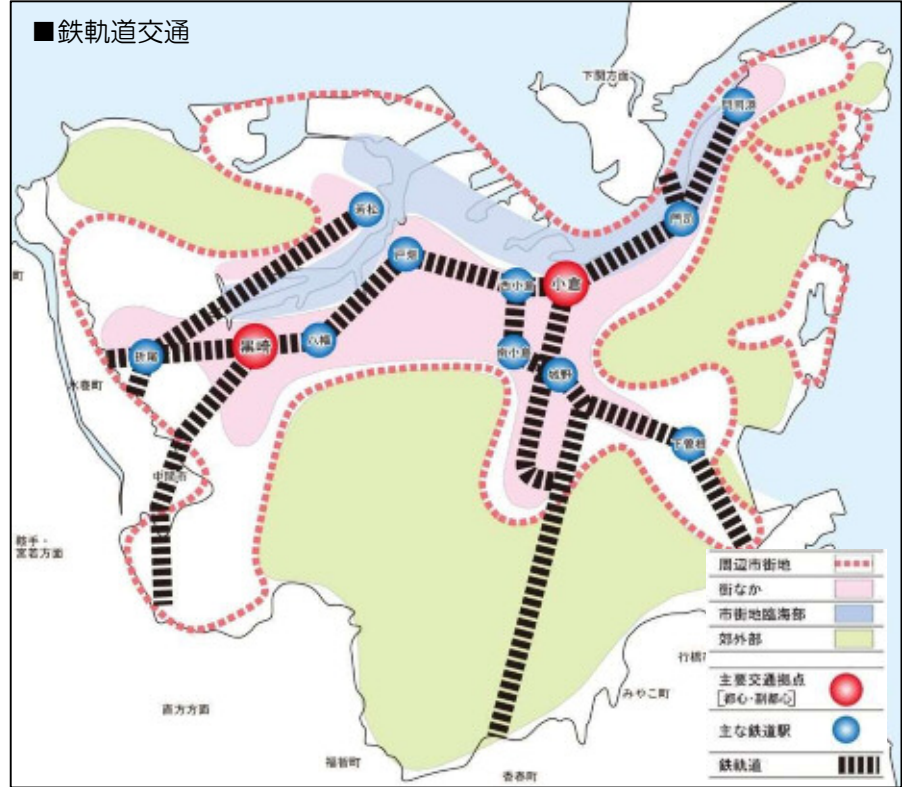 ■鉄軌道交通
下関方面
門司港
若松
門司
戸畑
西小倉
小倉
折尾
黒崎
八幡
南小倉
城野
水巻町
下曽根
中間市
鞍手・
宮若方面
町
直方方面
福智町
香春町
みやこ町
行橋
周辺市街地
街なか
市街地臨海部
郊外部
主要交通拠点
[都心・副都心]
主な鉄道駅
鉄軌道